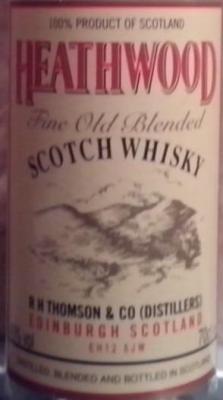 100% PRODUCT OF SCOTLAND
HEATHWOOD
Fine Old Blended
SCOTCH WHISKY
R.H THOMSON & CO (DISTILLERS)
EDINBURGH SCOTLAND
EH12 5JW
DISTILLED, BLENDED AND BOTTLED IN SCOTLAND